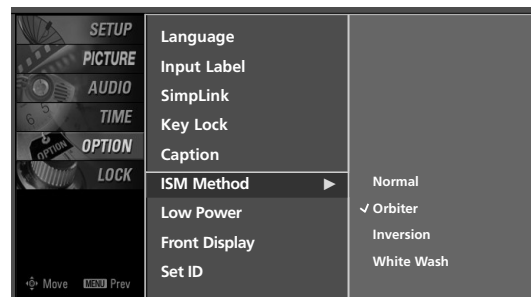 SETUP
PICTURE
AUDIO
TIME
OPTION
LOCK
Move MENU Prev
Language
Input Label
SimpLink
Key Lock
Caption
ISM Method ►
Low Power
Front Display
Set ID
Normal
✓ Orbiter
Inversion
White Wash